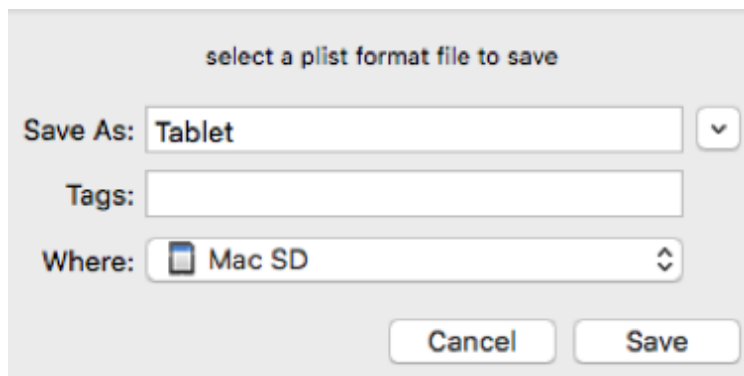 select a plist format file to save
Save As: Tablet
Tags:
Where: Mac SD
Cancel Save